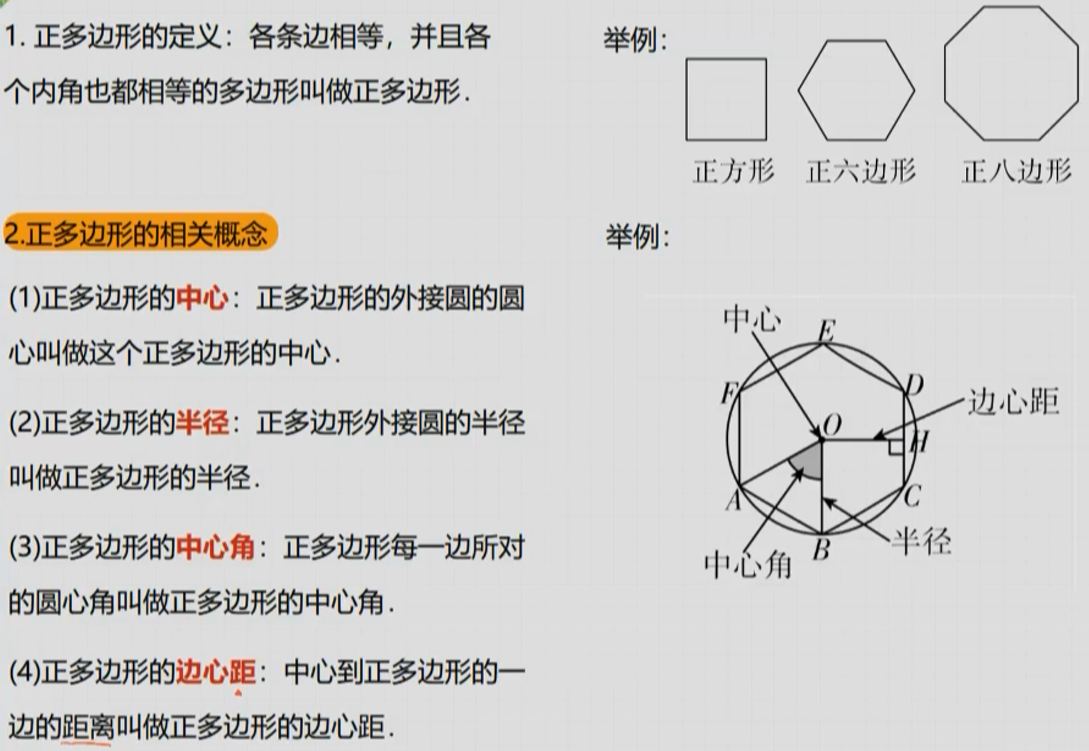 1. 正多边形的定义：各条边相等，并且各
个内角也都相等的多边形叫做正多边形.
举例：
正方形 正六边形 正八边形
2.正多边形的相关概念
(1)正多边形的中心：正多边形的外接圆的圆
心叫做这个正多边形的中心.
(2)正多边形的半径：正多边形外接圆的半径
叫做正多边形的半径.
(3)正多边形的中心角：正多边形每一边所对
的圆心角叫做正多边形的中心角.
(4)正多边形的边心距：中心到正多边形的一
边的距离叫做正多边形的边心距.
举例：
中心
E
F
D
边心距
O
H
A
C
半径
B
中心角